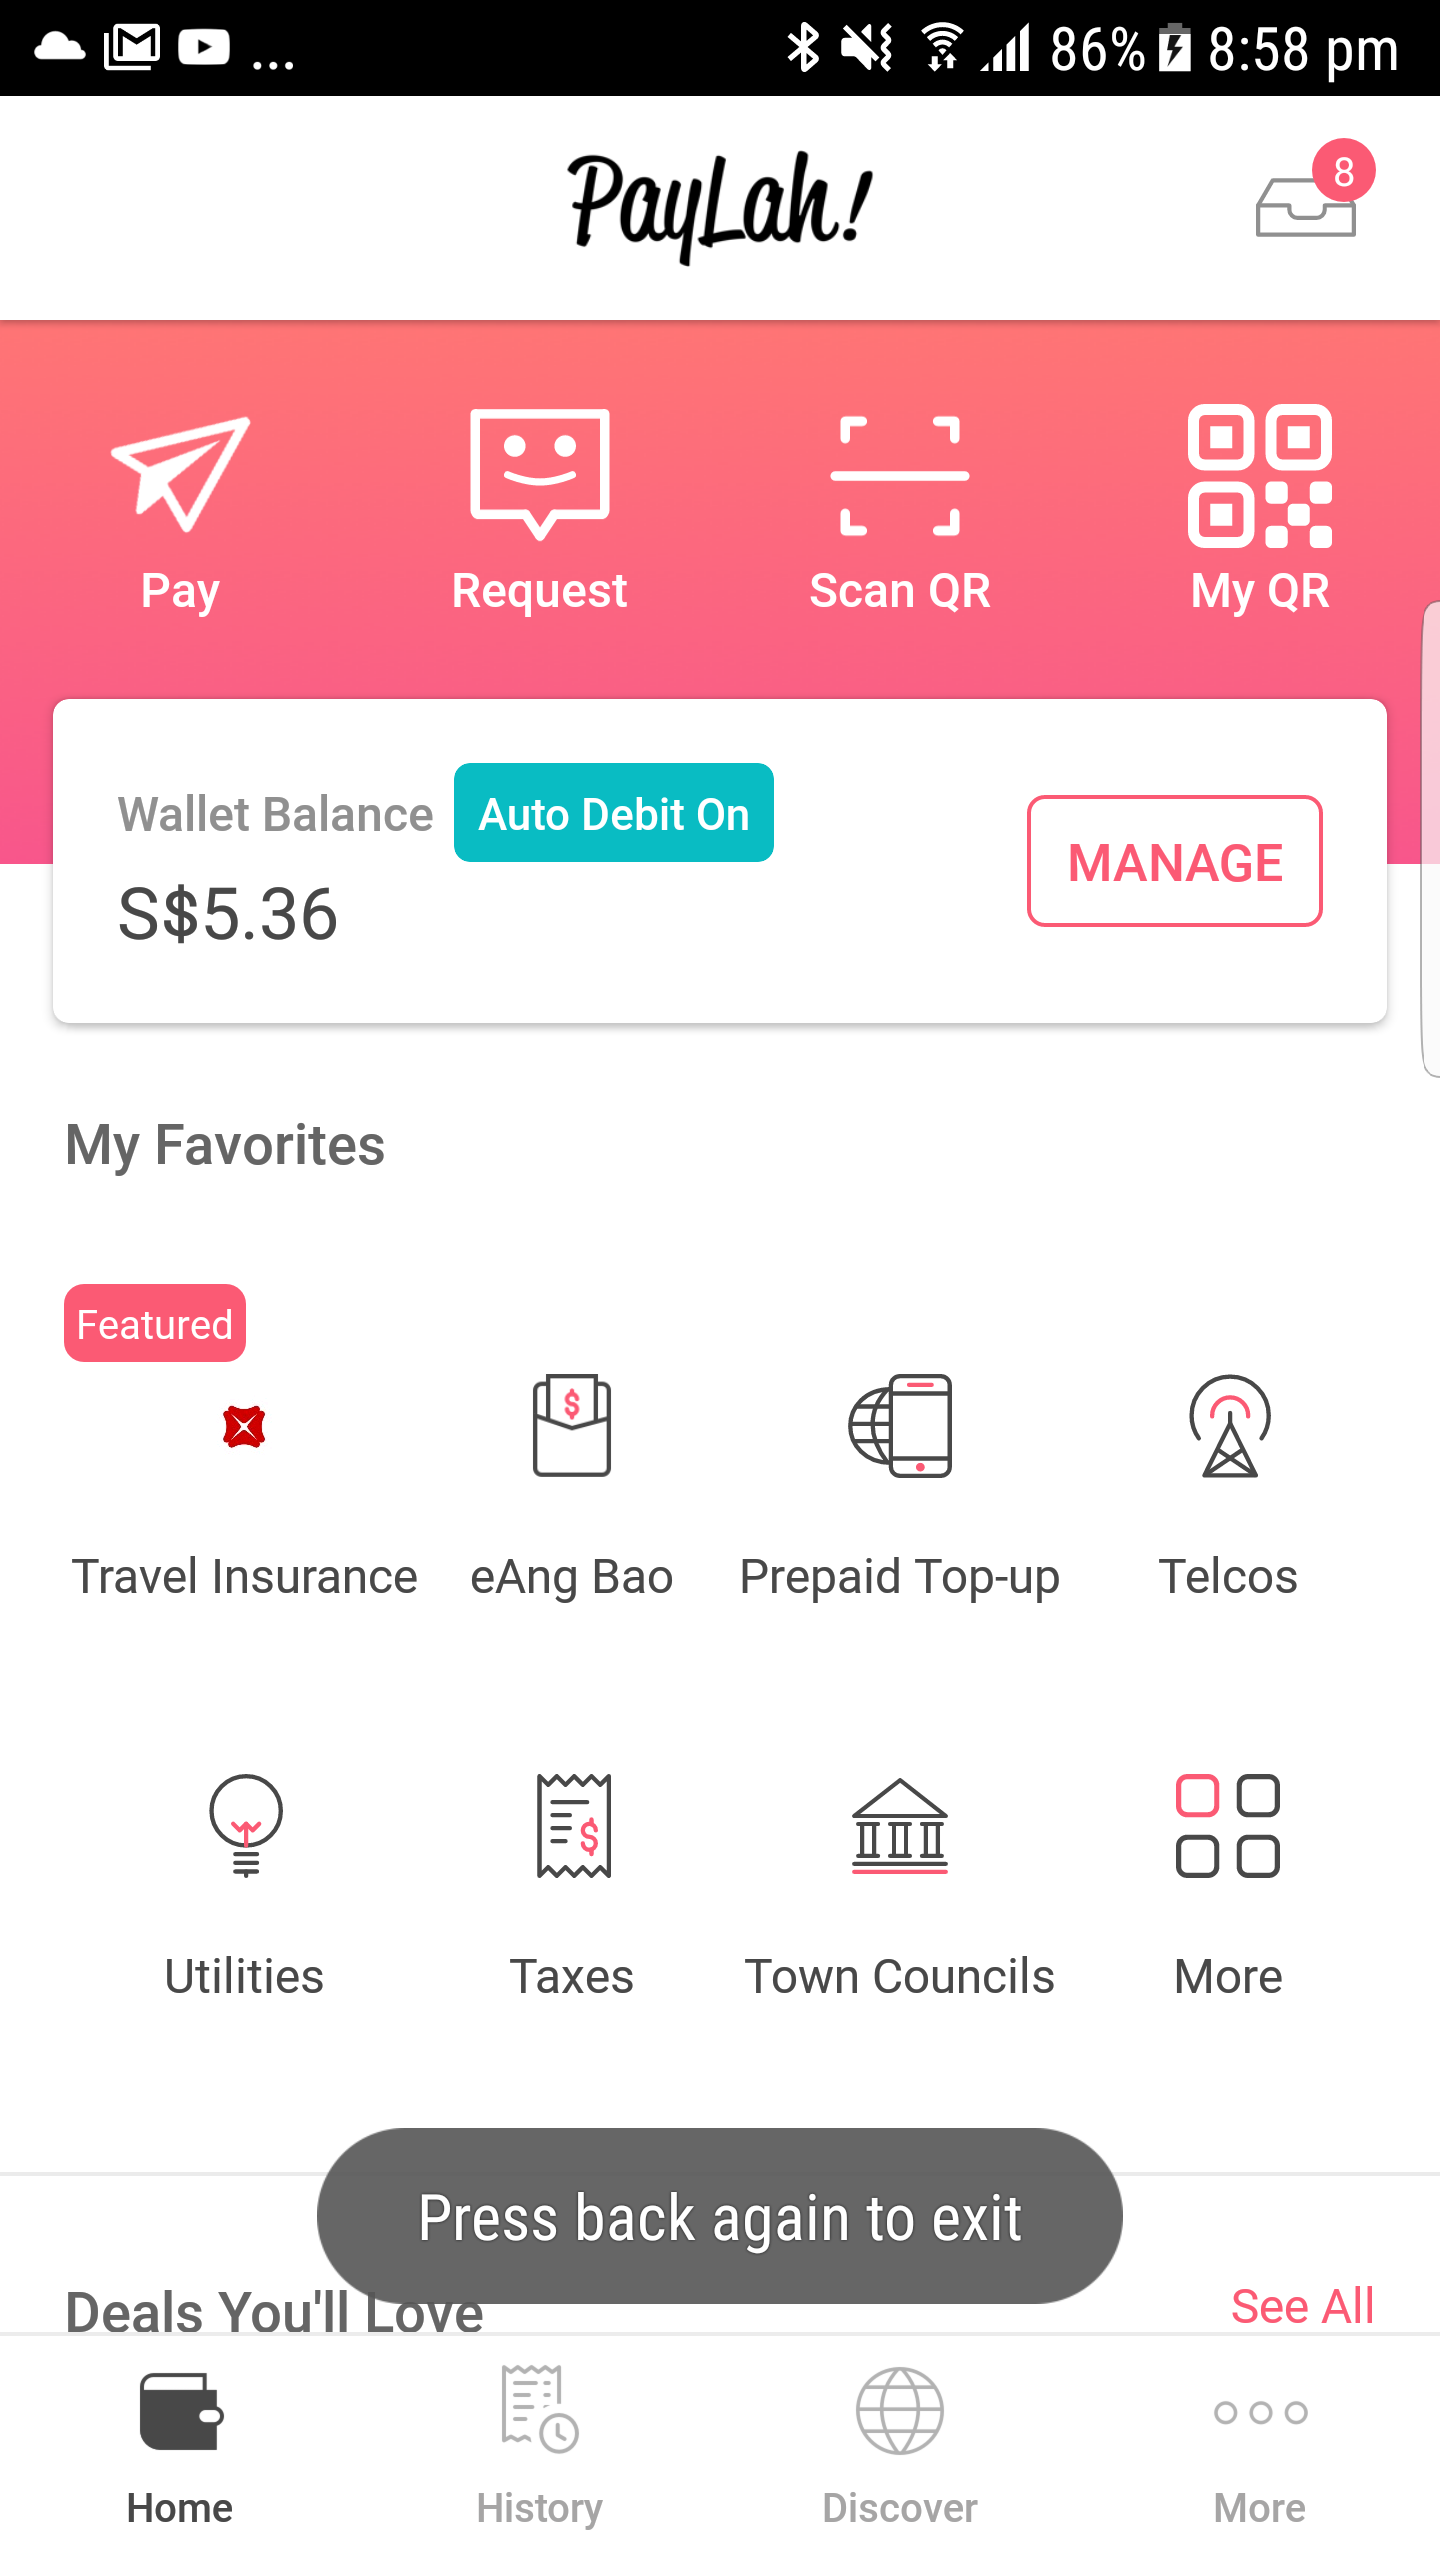 ... 86% 8:58 pm
PayLah!
8
Pay Request Scan QR My QR
Wallet Balance Auto Debit On
S$5.36
MANAGE
My Favorites
Featured
Travel Insurance eAng Bao Prepaid Top-up Telcos
Utilities Taxes Town Councils More
Press back again to exit
Deals You'll Love See All
Home History Discover More